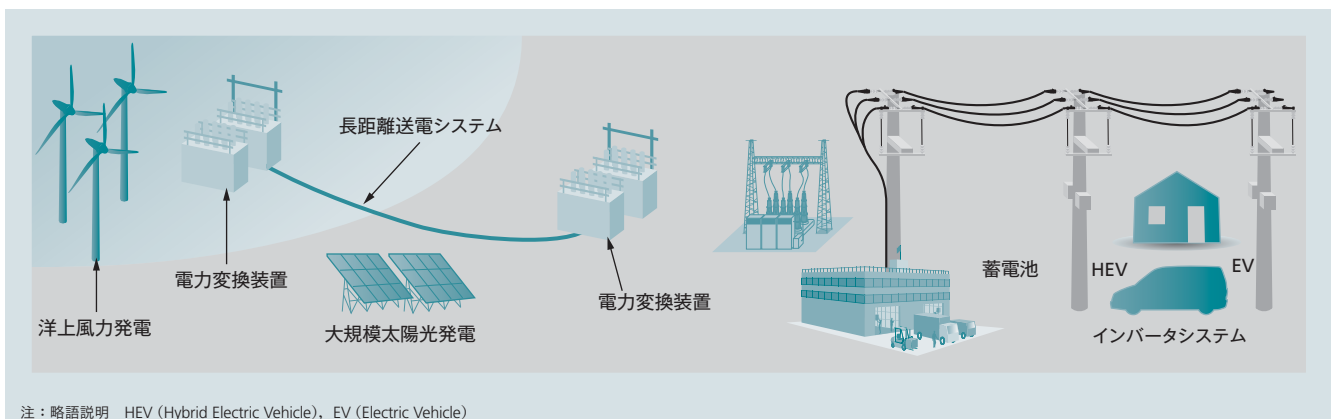 長距離送電システム
電力変換装置
洋上風力発電
大規模太陽光発電
電力変換装置
蓄電池
HEV
EV
インバータシステム
注：略語説明　HEV（Hybrid Electric Vehicle），EV（Electric Vehicle）